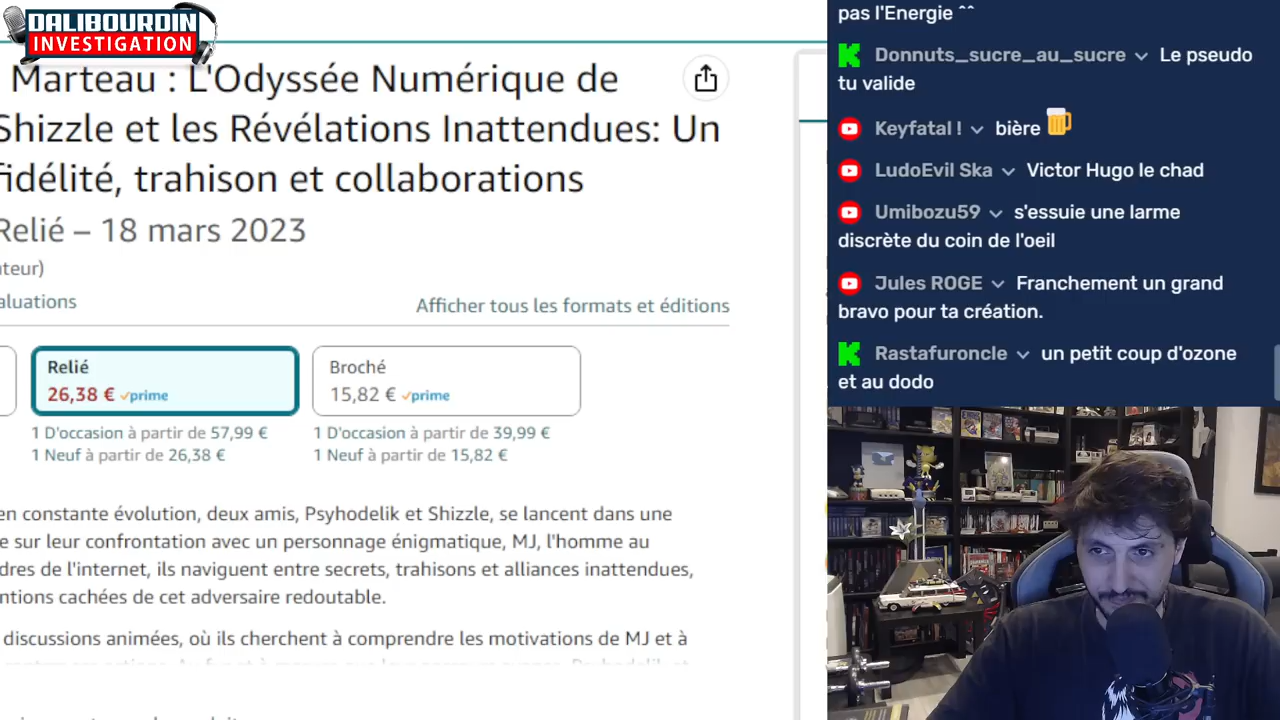 DALIBOURDIN
INVESTIGATION
Marteau : L'Odyssée Numérique de
Shizzle et les Révélations Inattendues: Un
fidélité, trahison et collaborations
Relié – 18 mars 2023
Afficher tous les formats et éditions
Relié
26,38 € prime
1 D'occasion à partir de 57,99 €
1 Neuf à partir de 26,38 €
Broché
15,82 € prime
1 D'occasion à partir de 39,99 €
1 Neuf à partir de 15,82 €
en constante évolution, deux amis, Psyhodelik et Shizzle, se lancent dans une
e sur leur confrontation avec un personnage énigmatique, MJ, l'homme au
dres de l'internet, ils naviguent entre secrets, trahisons et alliances inattendues,
ntions cachées de cet adversaire redoutable.
discussions animées, où ils cherchent à comprendre les motivations de MJ et à
pas l'Energie ^^
Donnuts_sucre_au_sucre Le pseudo
tu valide
Keyfatal ! bière 🍺
LudoEvil Ska Victor Hugo le chad
Umibozu59 s'essuie une larme
discrète du coin de l'oeil
Jules ROGE Franchement un grand
bravo pour ta création.
Rastafuroncle un petit coup d'ozone
et au dodo